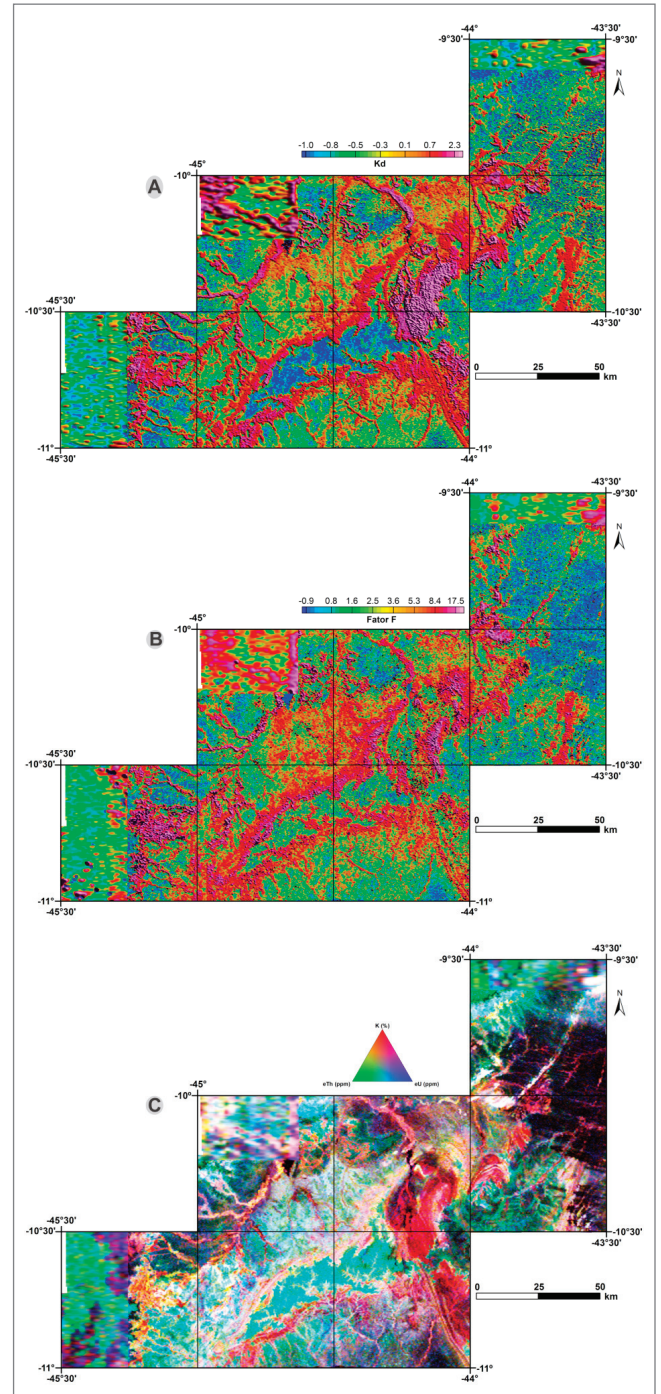 -44° -43°30'
-9°30' -9°30'
N
-1.0 -0.8 -0.5 -0.3 0.1 0.7 2.3
Kd
-45°
A
-10°
-45°30'
-10°30' -10°30'
-43°30'
0 25 50
km
-11° -11°
-45°30' -44°
-44° -43°30'
-9°30' -9°30'
N
-0.9 0.8 1.6 2.5 3.6 5.3 8.4 17.5
Fator F
-45°
B
-10°
-45°30'
-10°30' -10°30'
-43°30'
0 25 50
km
-11° -11°
-45°30' -44°
-44° -43°30'
-9°30' -9°30'
N
K (%)
eTh (ppm) eU (ppm)
-45°
C
-10°
-45°30'
-10°30' -10°30'
-43°30'
0 25 50
km
-11° -11°
-45°30' -44°